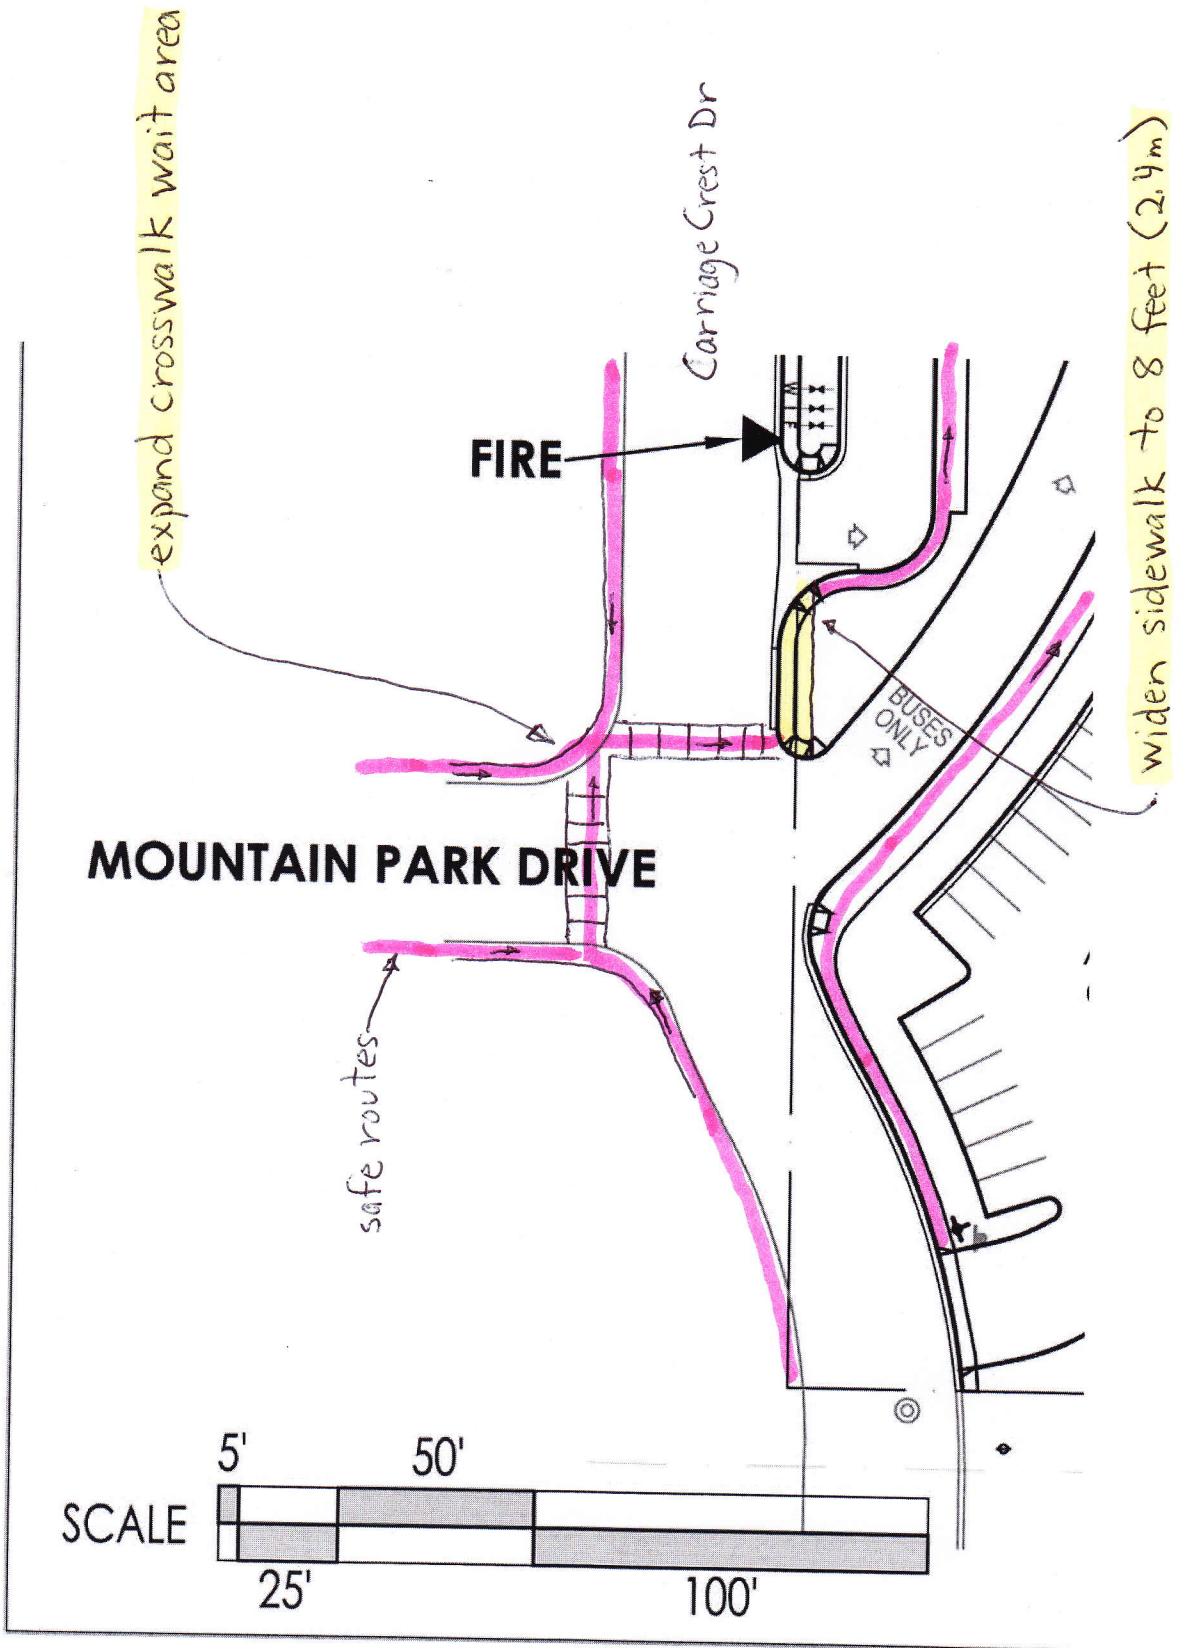 expand crosswalk wait area
Carriage Crest Dr
widen sidewalk to 8 feet (2.4m)
FIRE
W I F
BUSES
ONLY
MOUNTAIN PARK DRIVE
safe routes
5' 50'
SCALE
25' 100'